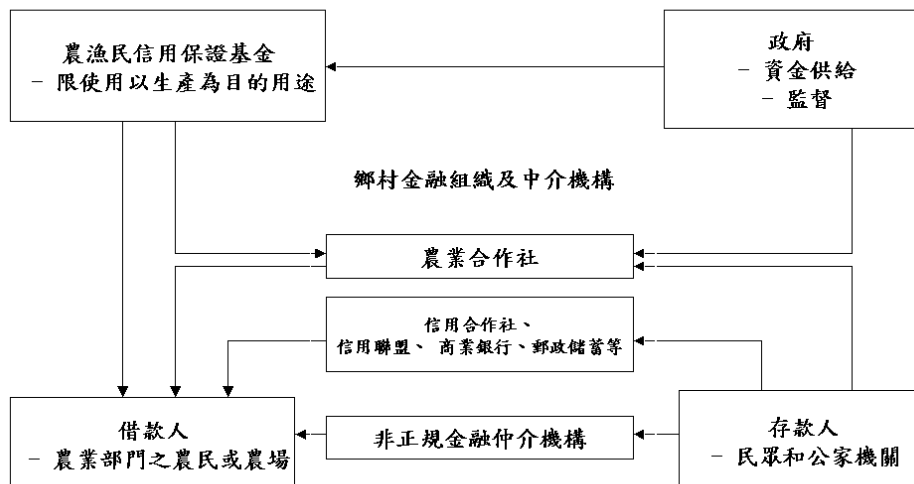 農漁民信用保證基金
- 限使用以生產為目的用途
政府
- 資金供給
- 監督
鄉村金融組織及中介機構
農業合作社
信用合作社、
信用聯盟、 商業銀行、郵政儲蓄等
借款人
- 農業部門之農民或農場
非正規金融仲介機構
存款人
- 民眾和公家機關